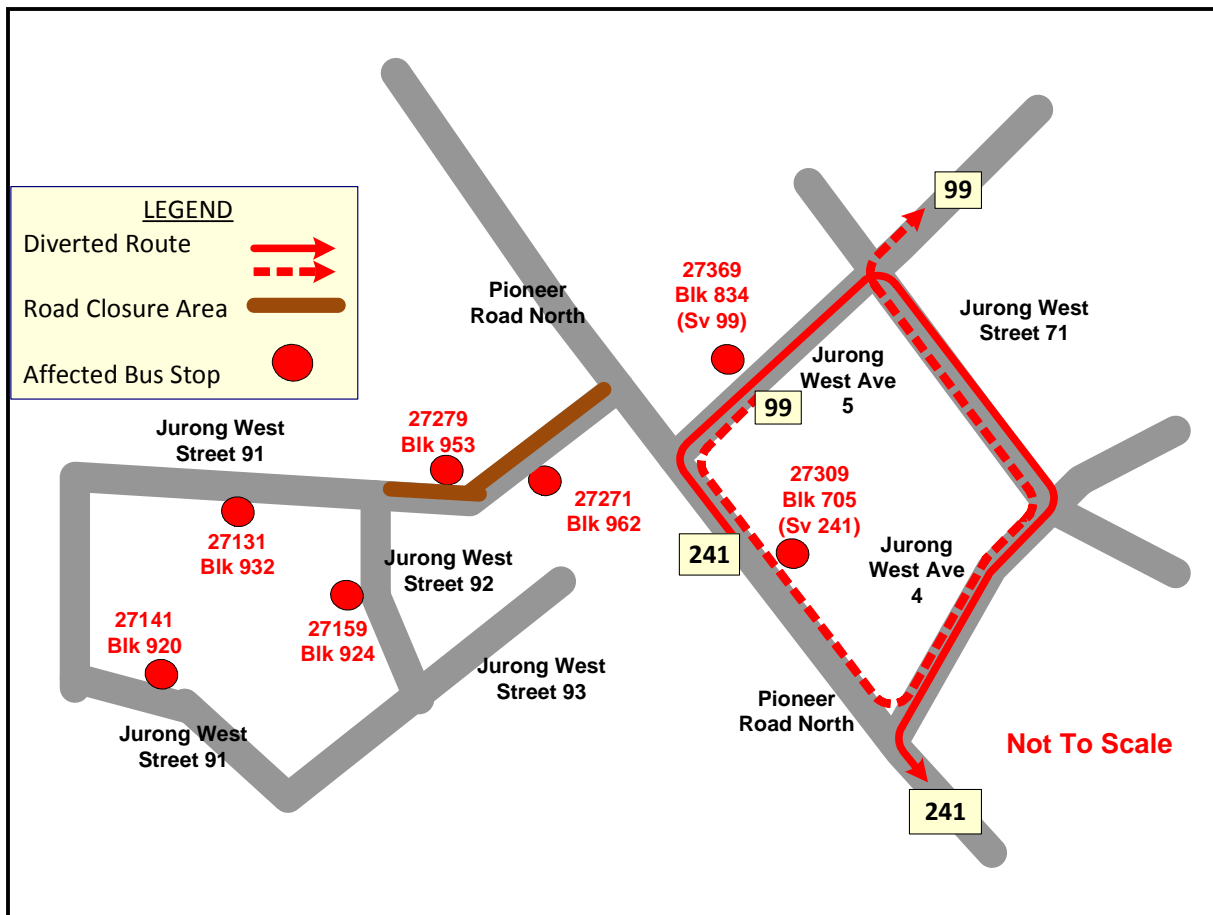 LEGEND
Diverted Route
Road Closure Area
Affected Bus Stop
Pioneer
Road North
99
27369
Blk 834
(Sv 99)
Jurong West
Street 71
Jurong
West Ave
5
99
Jurong West
Street 91
27279
Blk 953
27271
Blk 962
27309
Blk 705
(Sv 241)
241
27131
Blk 932
Jurong West
Street 92
Jurong
West Ave
4
27141
Blk 920
27159
Blk 924
Jurong West
Street 93
Jurong West
Street 91
Pioneer
Road North
Not To Scale
241